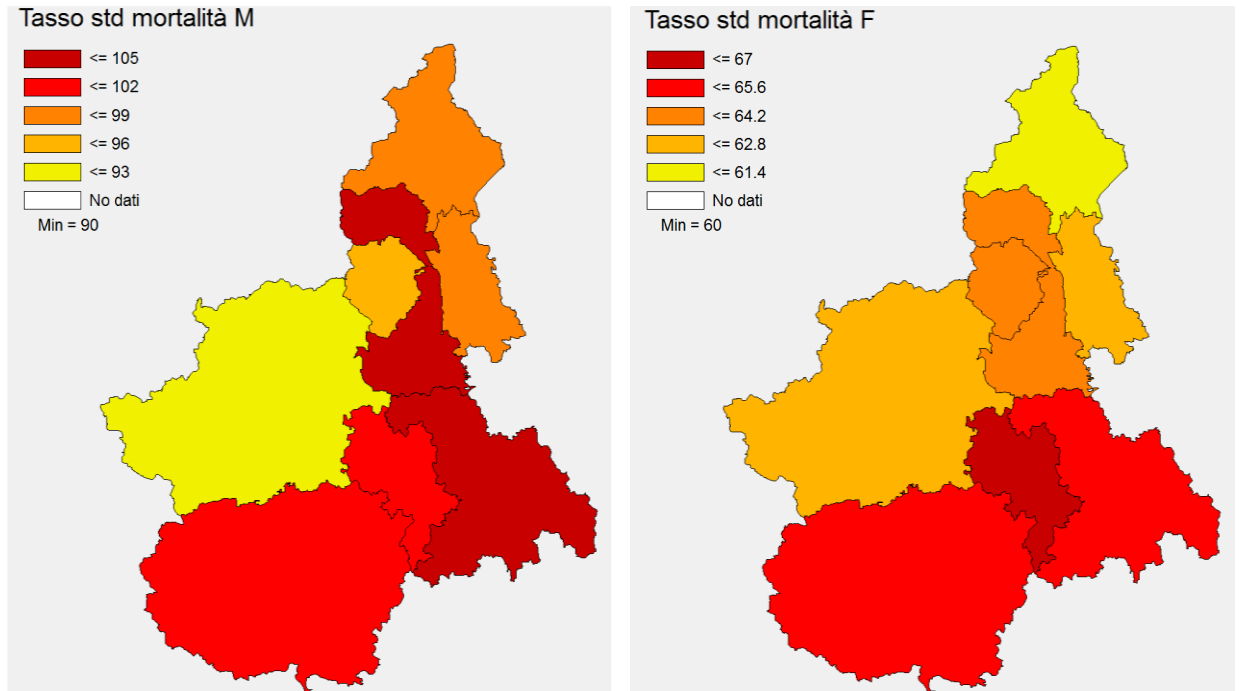 Tasso std mortalità M
<= 105
<= 102
<= 99
<= 96
<= 93
No dati
Min = 90
Tasso std mortalità F
<= 67
<= 65.6
<= 64.2
<= 62.8
<= 61.4
No dati
Min = 60